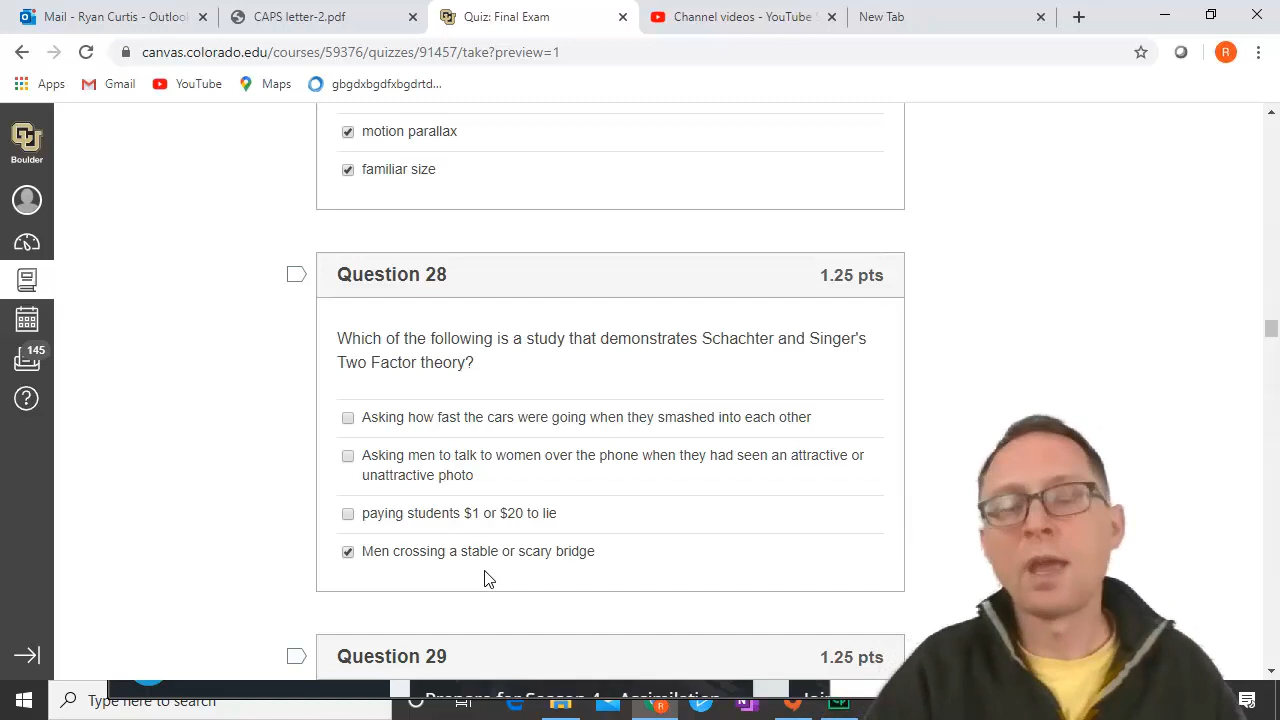 Mail - Ryan Curtis - Outloo
CAPS letter-2.pdf
Quiz: Final Exam
Channel videos - YouTube
New Tab
canvas.colorado.edu/courses/59376/quizzes/91457/take?preview=1
R
Apps
Gmail
YouTube
Maps
gbgdxbgdfxbgdrtd...
CU
Boulder
145
motion parallax
familiar size
Question 28
1.25 pts
Which of the following is a study that demonstrates Schachter and Singer's
Two Factor theory?
Asking how fast the cars were going when they smashed into each other
Asking men to talk to women over the phone when they had seen an attractive or
unattractive photo
paying students $1 or $20 to lie
Men crossing a stable or scary bridge
Question 29
1.25 pts
Type here to search